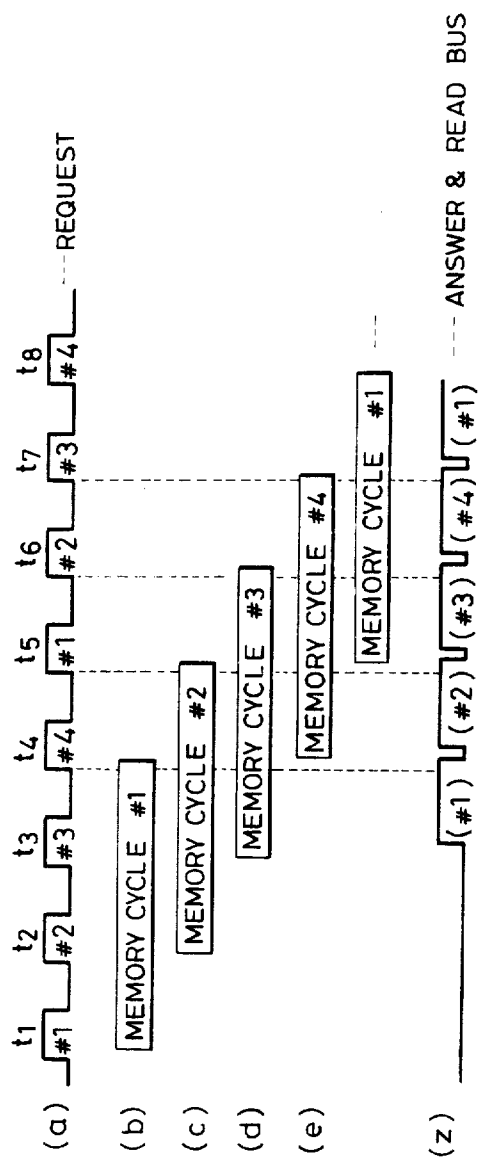 t1 t2 t3 t4 t5 t6 t7 t8
(a) #1 #2 #3 #4 #1 #2 #3 #4 ---REQUEST
(b) MEMORY CYCLE #1
(c) MEMORY CYCLE #2
(d) MEMORY CYCLE #3
(e) MEMORY CYCLE #4
MEMORY CYCLE #1 ---
(z) (#1) (#2) (#3) (#4) (#1) ---ANSWER & READ BUS